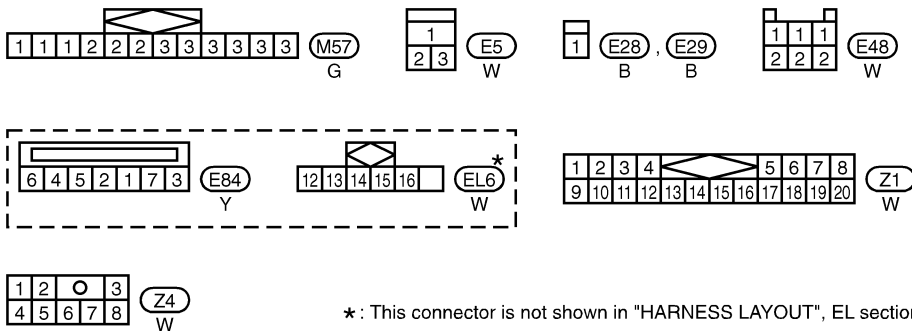 1 1 1 2 2 2 3 3 3 3 3 3 M57 G
1 2 3 E5 W
1 E28 B , E29 B
1 1 1 2 2 2 E48 W
6 4 5 2 1 7 3 E84 Y
12 13 14 15 16 EL6 * W
1 2 3 4 5 6 7 8
9 10 11 12 13 14 15 16 17 18 19 20 Z1 W
1 2 3
4 5 6 7 8 Z4 W
* : This connector is not shown in "HARNESS LAYOUT", EL section